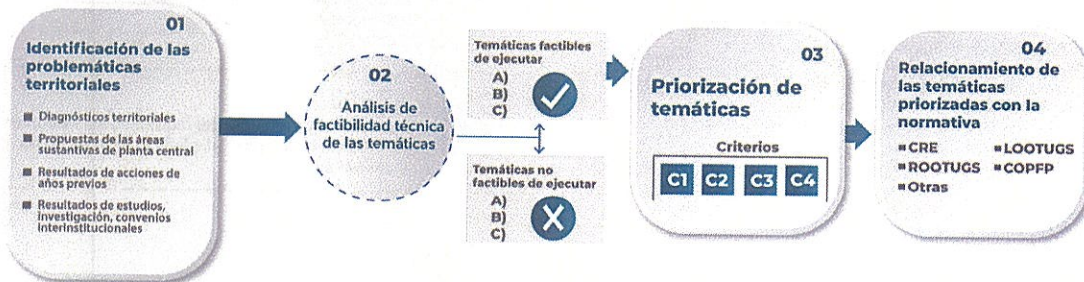 01
Identificación de las
problemáticas
territoriales
Diagnósticos territoriales
Propuestas de las áreas
sustantivas de planta central
Resultados de acciones de
años previos
Resultados de estudios,
investigación, convenios
interinstitucionales
02
Análisis de
factibilidad técnica
de las temáticas
Temáticas factibles
de ejecutar
A)
B)
C)
Temáticas no
factibles de ejecutar
A)
B)
C)
03
Priorización de
temáticas
Criterios
C1 C2 C3 C4
04
Relacionamiento de
las temáticas
priorizadas con la
normativa
CRE LOOTUGS
ROOTUGS COPFP
Otras